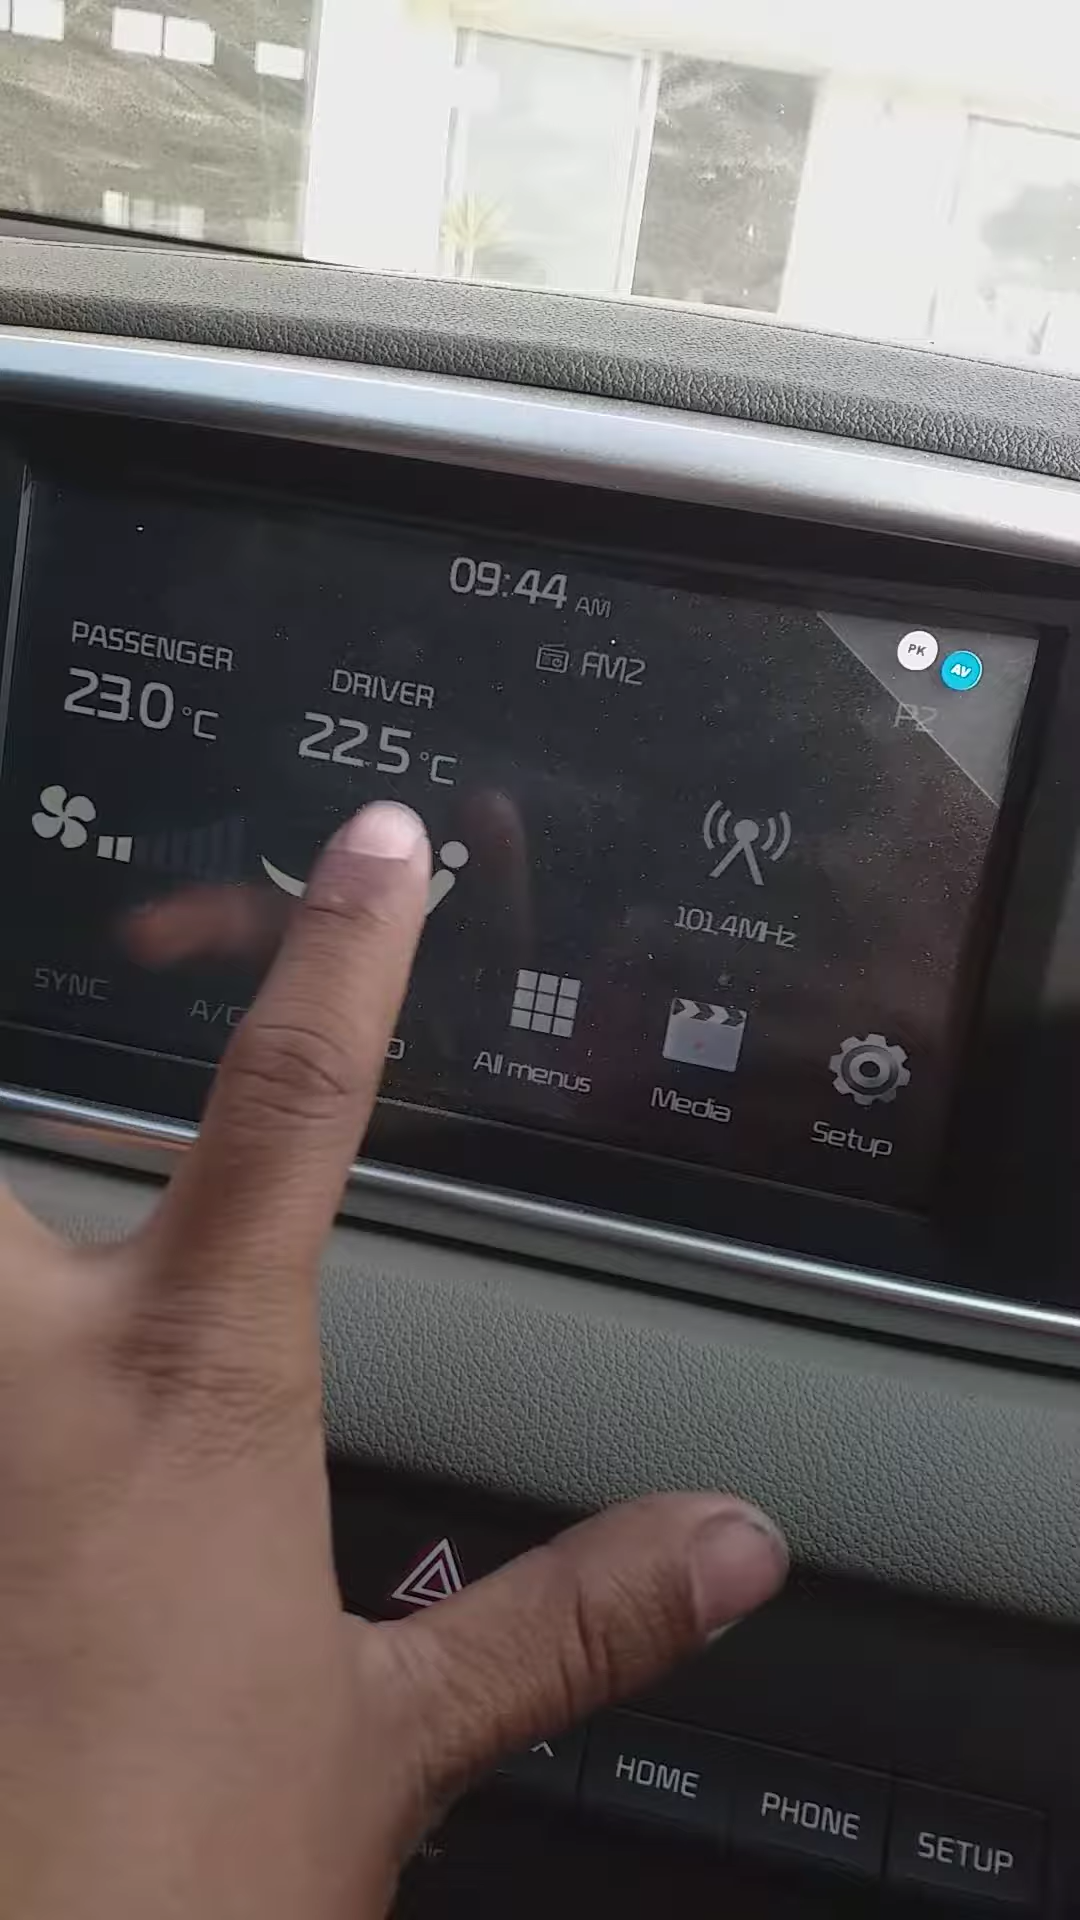 09:44 AM
PASSENGER
23.0 °C
DRIVER
22.5 °C
FM2
PK
AV
P2
101.4MHz
SYNC
A/C
All menus
Media
Setup
HOME
PHONE
SETUP